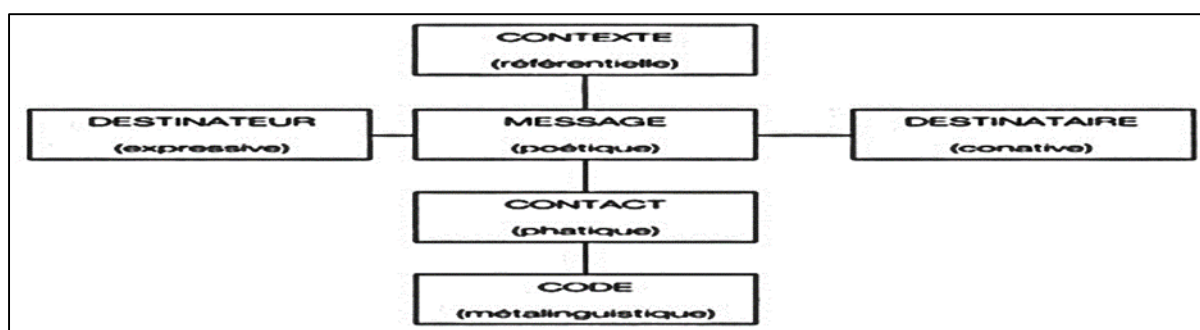 CONTEXTE
(référentielle)
DESTINATEUR
(expressive)
MESSAGE
(poétique)
DESTINATAIRE
(conative)
CONTACT
(phatique)
CODE
(métalinguistique)